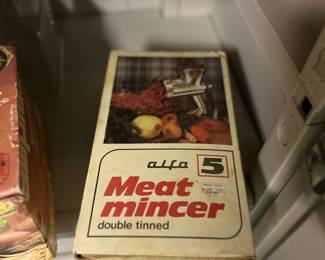 alfa 5
Meat
mincer
double tinned